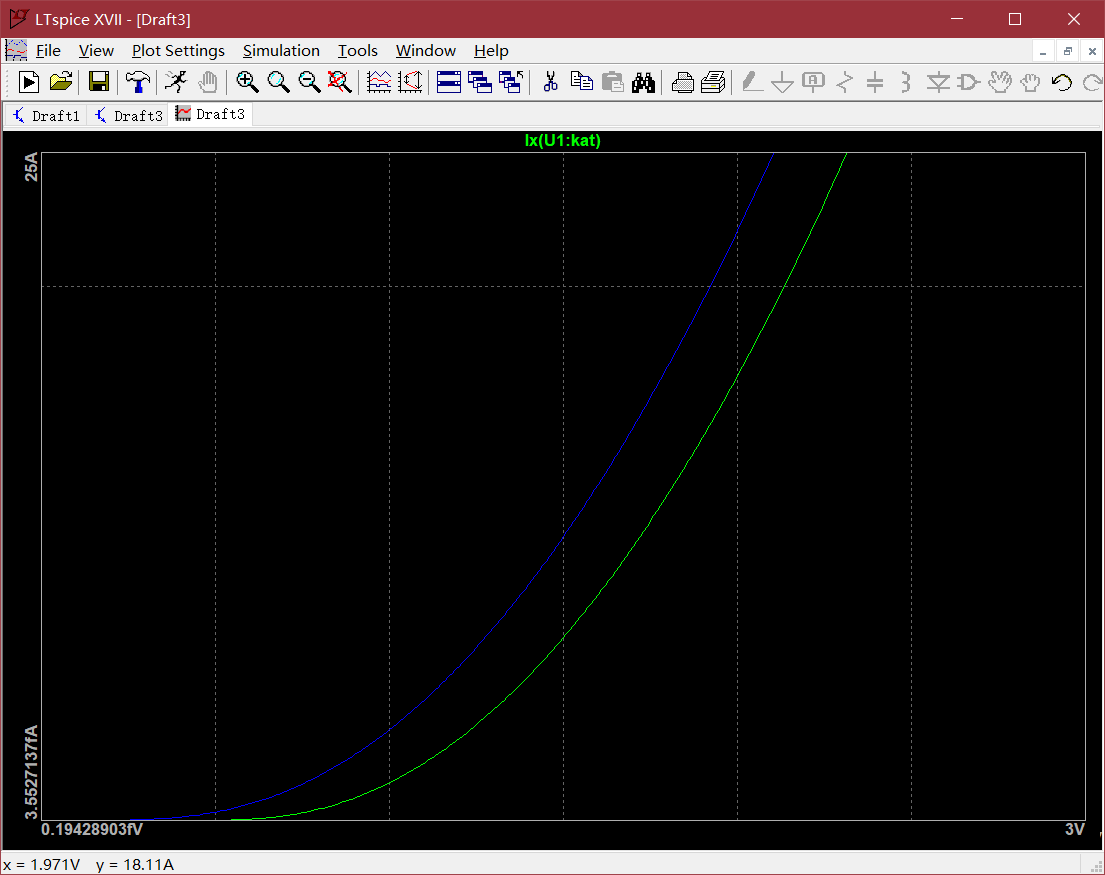 LTspice XVII - [Draft3]
File View Plot Settings Simulation Tools Window Help
Draft1 Draft3 Draft3
Ix(U1:kat)
25A
3.5527137fA
0.19428903fV 3V
x = 1.971V y = 18.11A